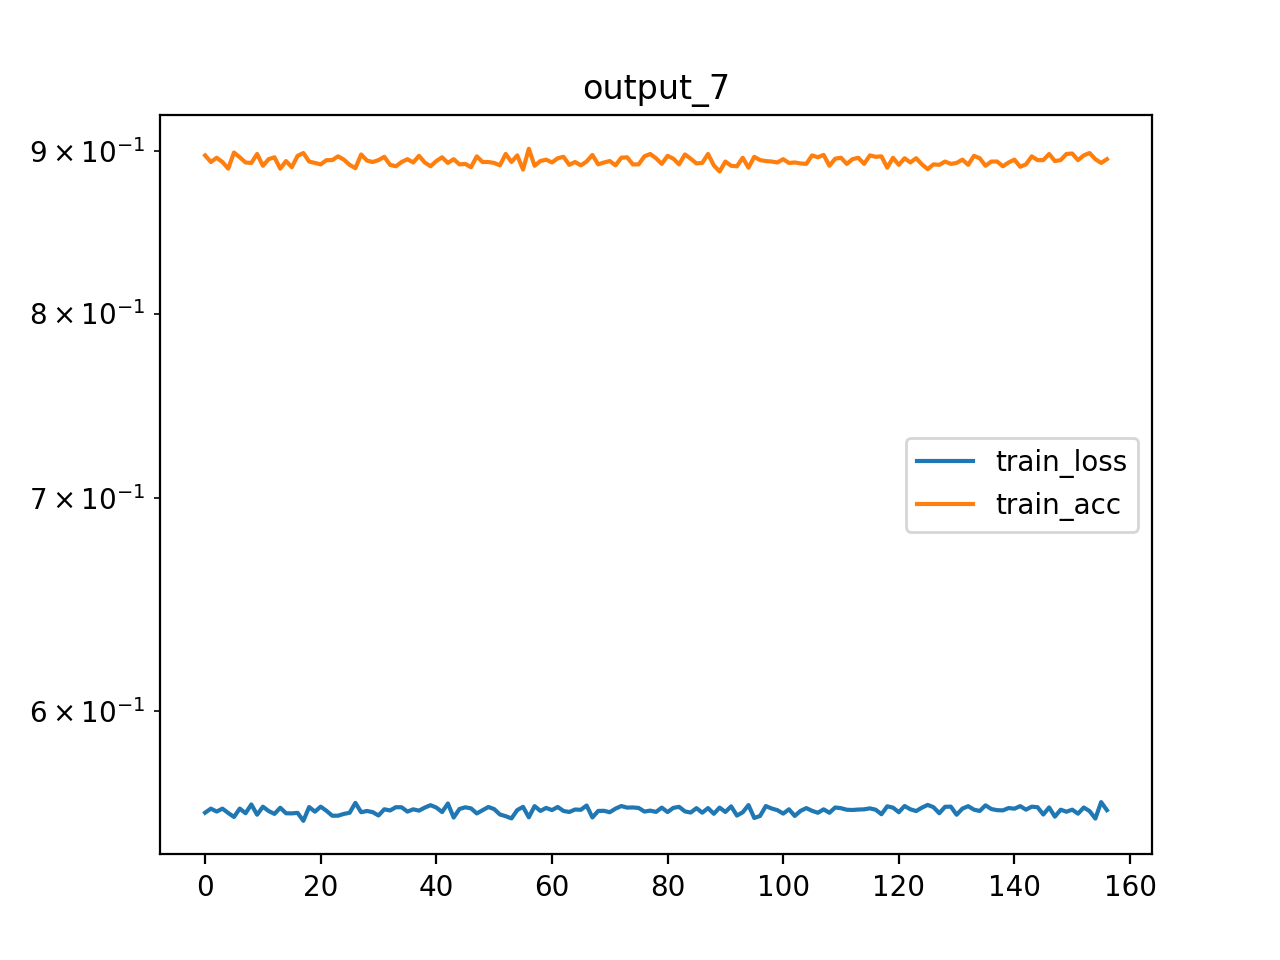 output_7
9 × 10⁻¹
8 × 10⁻¹
7 × 10⁻¹
6 × 10⁻¹
train_loss
train_acc
0 20 40 60 80 100 120 140 160